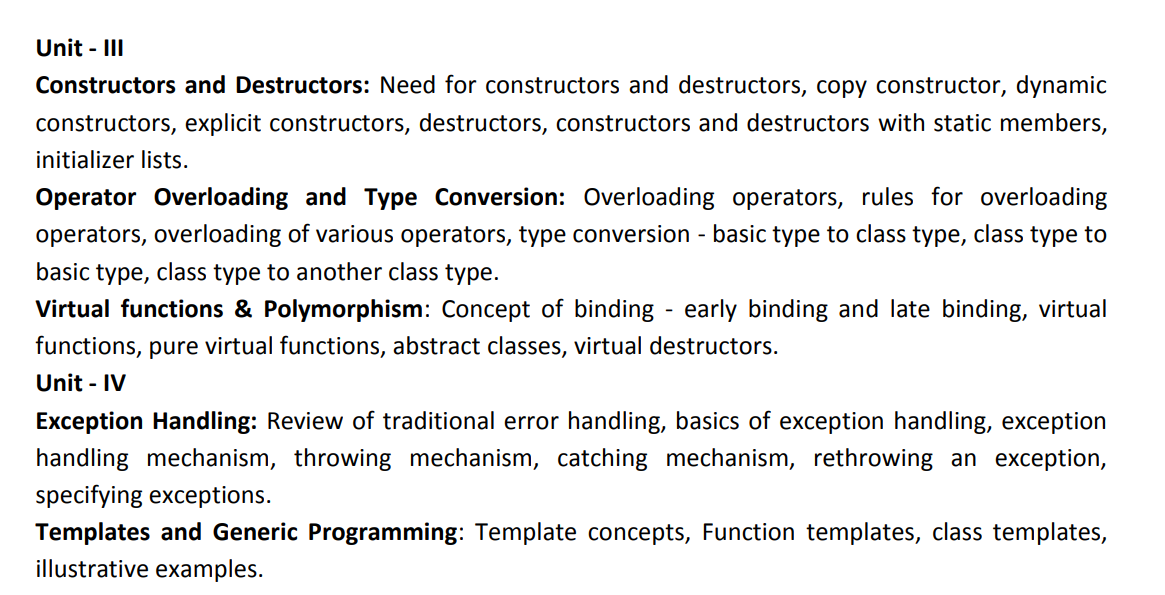 Unit - III
Constructors and Destructors: Need for constructors and destructors, copy constructor, dynamic
constructors, explicit constructors, destructors, constructors and destructors with static members,
initializer lists.
Operator Overloading and Type Conversion: Overloading operators, rules for overloading
operators, overloading of various operators, type conversion - basic type to class type, class type to
basic type, class type to another class type.
Virtual functions & Polymorphism: Concept of binding - early binding and late binding, virtual
functions, pure virtual functions, abstract classes, virtual destructors.
Unit - IV
Exception Handling: Review of traditional error handling, basics of exception handling, exception
handling mechanism, throwing mechanism, catching mechanism, rethrowing an exception,
specifying exceptions.
Templates and Generic Programming: Template concepts, Function templates, class templates,
illustrative examples.